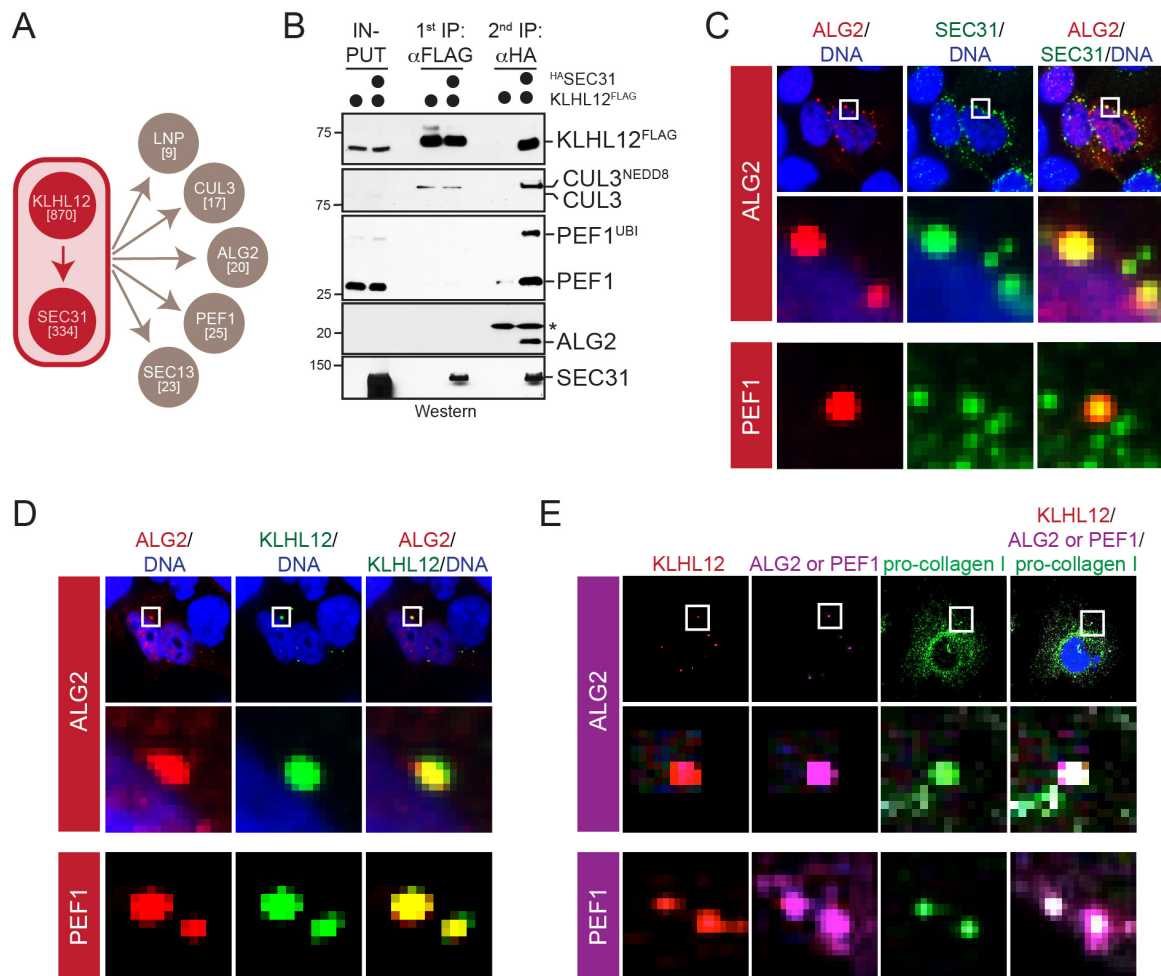 A
KLHL12
[870]
SEC31
[334]
LNP
[9]
CUL3
[17]
ALG2
[20]
PEF1
[25]
SEC13
[23]
B
IN-
PUT
1st IP:
αFLAG
2nd IP:
αHA
HASEC31
KLHL12FLAG
75
KLHL12FLAG
CUL3NEDD8
CUL3
75
PEF1UBI
PEF1
25
20
*
ALG2
150
SEC31
Western
C
ALG2/
DNA
SEC31/
DNA
ALG2/
SEC31/DNA
ALG2
PEF1
D
ALG2/
DNA
KLHL12/
DNA
ALG2/
KLHL12/DNA
ALG2
PEF1
E
KLHL12
ALG2 or PEF1
pro-collagen I
KLHL12/
ALG2 or PEF1/
pro-collagen I
ALG2
PEF1